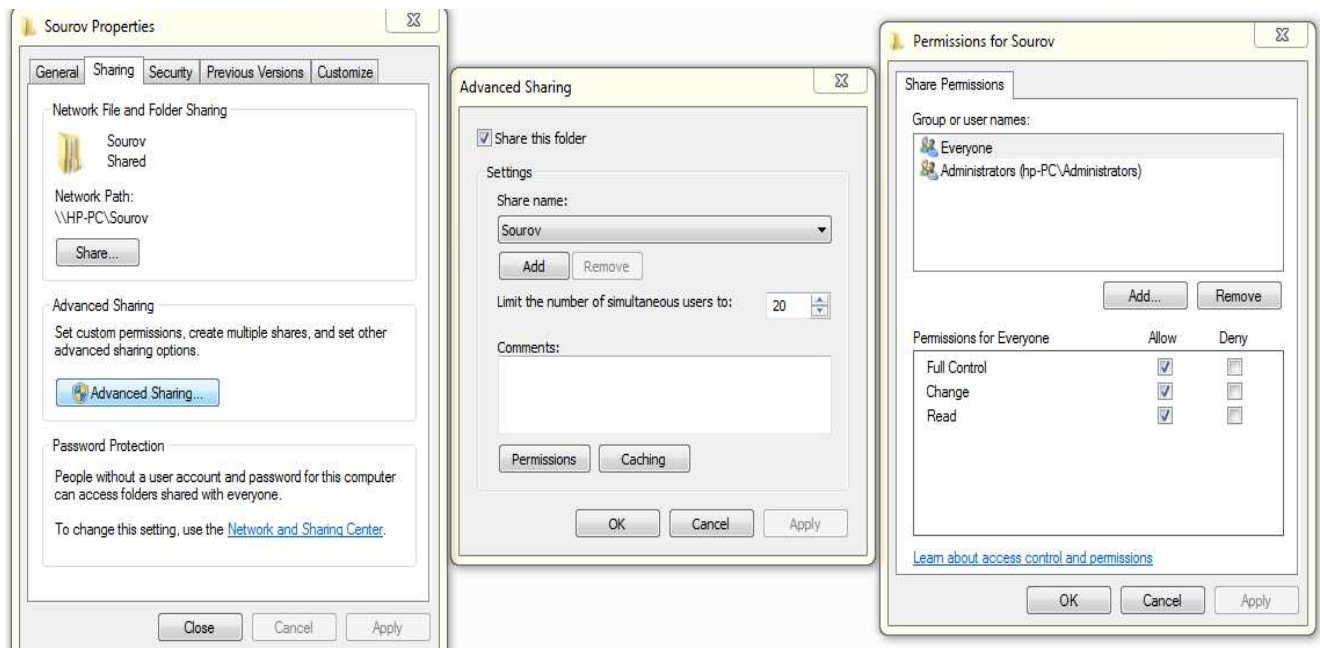 Sourov Properties
General Sharing Security Previous Versions Customize
Network File and Folder Sharing
Sourov
Shared
Network Path:
\\HP-PC\Sourov
Share...
Advanced Sharing
Set custom permissions, create multiple shares, and set other
advanced sharing options.
Advanced Sharing...
Password Protection
People without a user account and password for this computer
can access folders shared with everyone.
To change this setting, use the Network and Sharing Center.
Close Cancel Apply
Advanced Sharing
Share this folder
Settings
Share name:
Sourov
Add Remove
Limit the number of simultaneous users to: 20
Comments:
Permissions Caching
OK Cancel Apply
Permissions for Sourov
Share Permissions
Group or user names:
Everyone
Administrators (hp-PC\Administrators)
Add... Remove
Permissions for Everyone Allow Deny
Full Control
Change
Read
Learn about access control and permissions
OK Cancel Apply